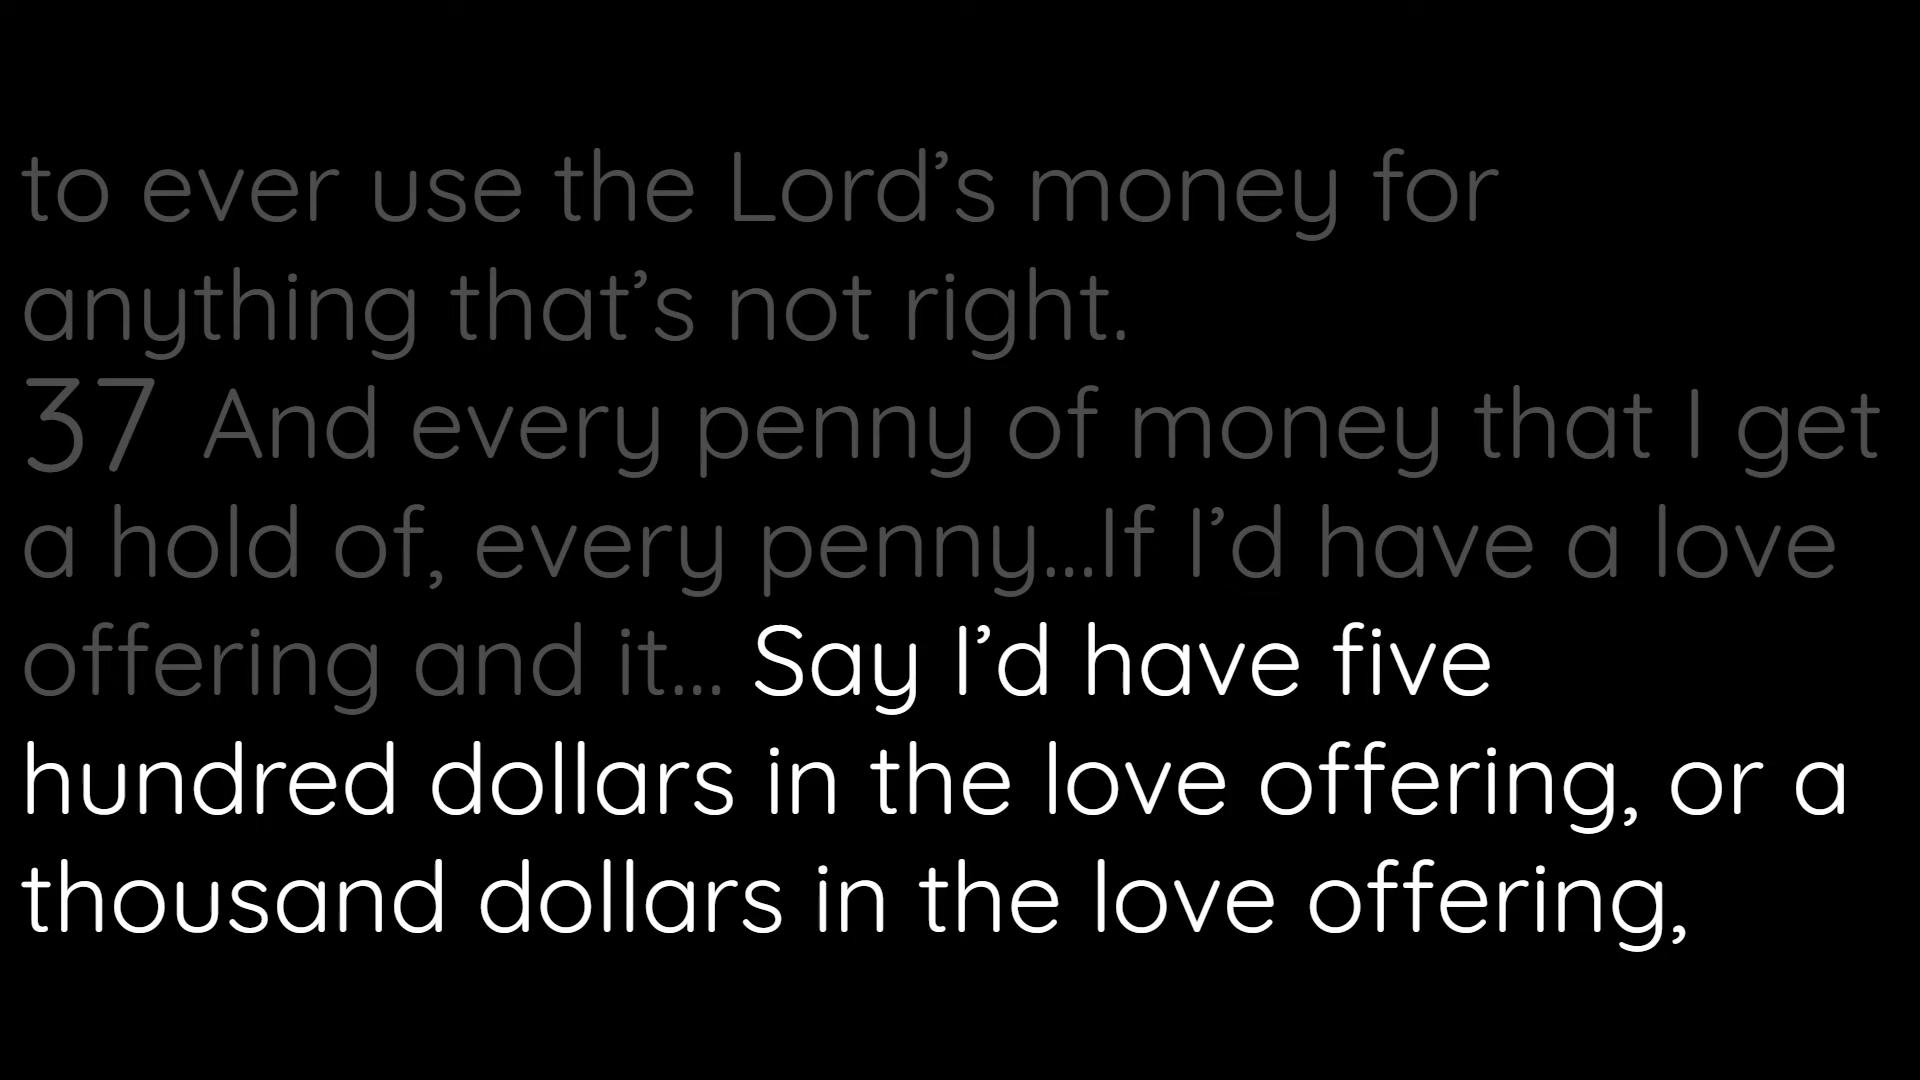 to ever use the Lord’s money for
anything that’s not right.
37 And every penny of money that I get
a hold of, every penny...If I’d have a love
offering and it... Say I’d have five
hundred dollars in the love offering, or a
thousand dollars in the love offering,